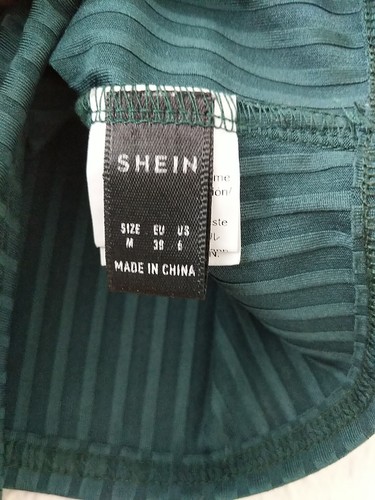 SHEIN
SIZE EU US
M 38 6
MADE IN CHINA